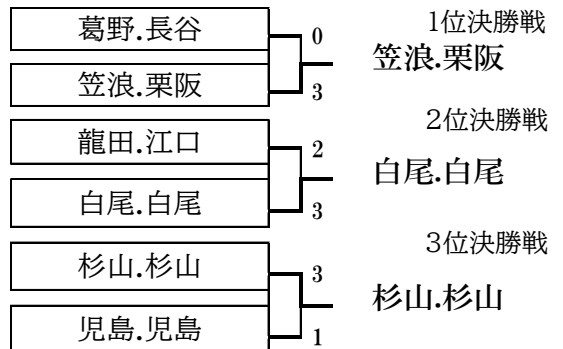 葛野.長谷
0
1位決勝戦
笠浪.栗阪
笠浪.栗阪
3
龍田.江口
2
2位決勝戦
白尾.白尾
白尾.白尾
3
杉山.杉山
3
3位決勝戦
杉山.杉山
児島.児島
1